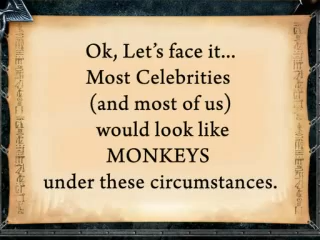 Ok, Let's face it...
Most Celebrities
(and most of us)
would look like
MONKEYS
under these circumstances.